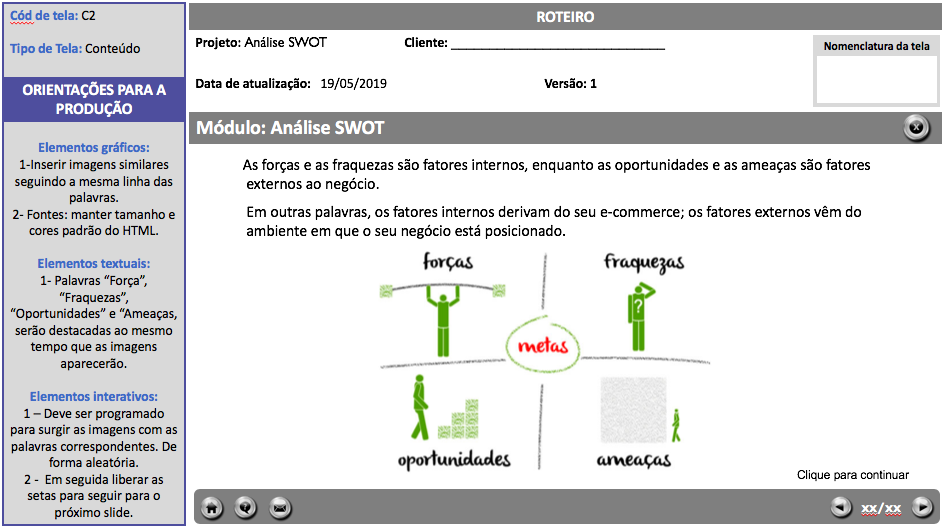 Cód de tela: C2
Tipo de Tela: Conteúdo
ORIENTAÇÕES PARA A
PRODUÇÃO
Elementos gráficos:
1-Inserir imagens similares
seguindo a mesma linha das
palavras.
2- Fontes: manter tamanho e
cores padrão do HTML.
Elementos textuais:
1- Palavras “Força”,
“Fraquezas”,
“Oportunidades” e “Ameaças,
serão destacadas ao mesmo
tempo que as imagens
aparecerão.
Elementos interativos:
1 – Deve ser programado
para surgir as imagens com as
palavras correspondentes. De
forma aleatória.
2 - Em seguida liberar as
setas para seguir para o
próximo slide.
ROTEIRO
Projeto: Análise SWOT Cliente: ______________________________
Nomenclatura da tela
Data de atualização: 19/05/2019 Versão: 1
Módulo: Análise SWOT
x
As forças e as fraquezas são fatores internos, enquanto as oportunidades e as ameaças são fatores
externos ao negócio.
Em outras palavras, os fatores internos derivam do seu e-commerce; os fatores externos vêm do
ambiente em que o seu negócio está posicionado.
forças fraquezas
?
metas
oportunidades ameaças
Clique para continuar
? xx/xx